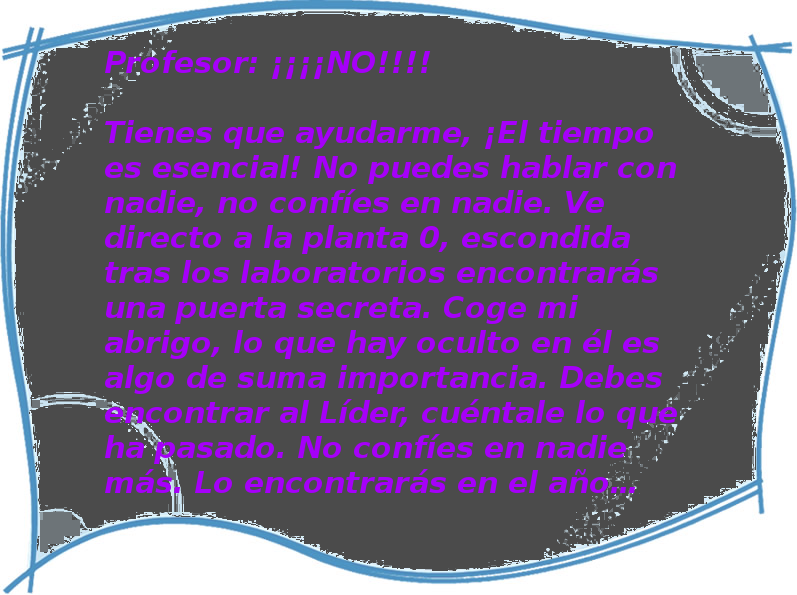 Profesor: ¡¡¡¡NO!!!!
Tienes que ayudarme, ¡El tiempo
es esencial! No puedes hablar con
nadie, no confíes en nadie. Ve
directo a la planta 0, escondida
tras los laboratorios encontrarás
una puerta secreta. Coge mi
abrigo, lo que hay oculto en él es
algo de suma importancia. Debes
encontrar al Líder, cuéntale lo que
ha pasado. No confíes en nadie
más. Lo encontrarás en el año...